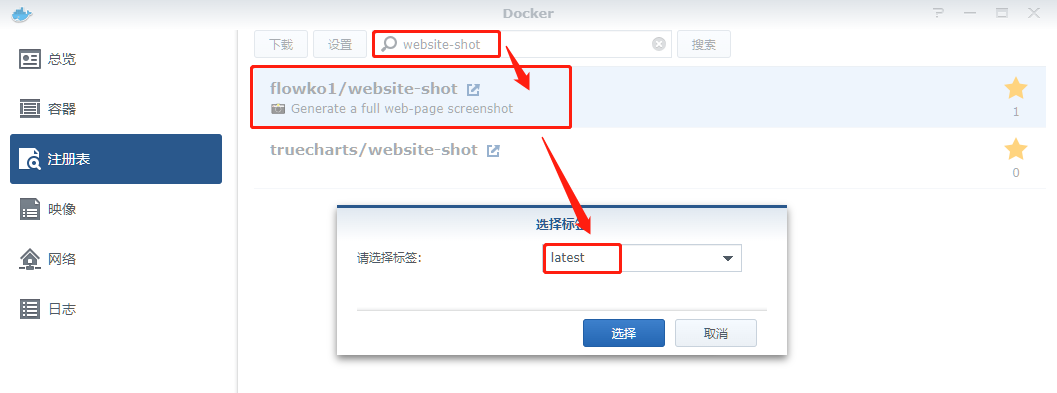 Docker
总览
容器
注册表
映像
网络
日志
下载 设置 website-shot 搜索
flowko1/website-shot
Generate a full web-page screenshot
1
truecharts/website-shot
0
选择标签
请选择标签: latest
选择 取消